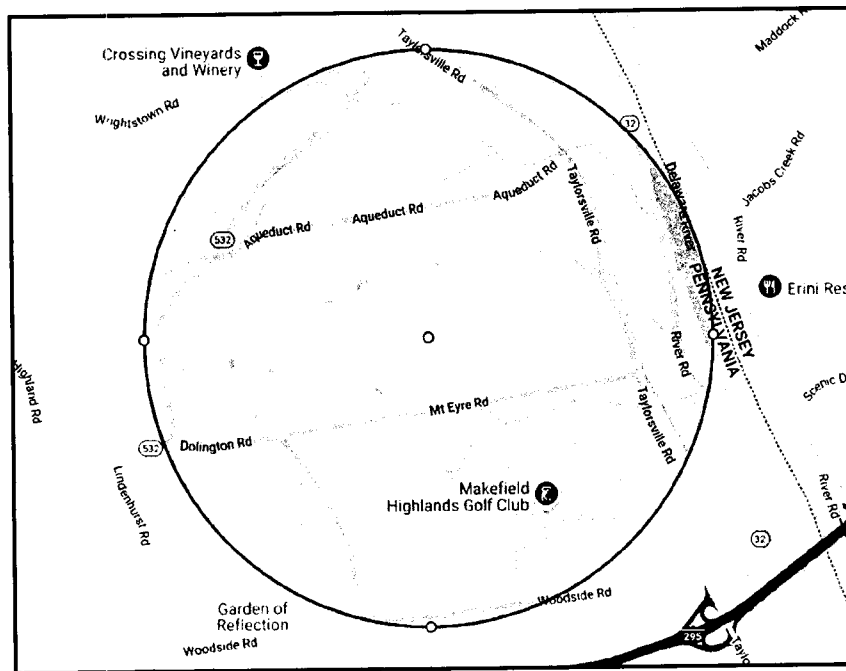 Crossing Vineyards
and Winery
Taylorsville Rd
Maddock
Wrightstown Rd
32
Delaware River
Jacobs Creek Rd
Aqueduct Rd
Aqueduct Rd
Aqueduct Rd
Taylorsville Rd
River Rd
532
NEW JERSEY
PENNSYLVANIA
Erini Res
Highland Rd
River Rd
Scenic D
Mt Eyre Rd
Taylorsville Rd
532
Dolington Rd
Lindenhurst Rd
Makefield
Highlands Golf Club
River Rd
32
Woodside Rd
Garden of
Reflection
Woodside Rd
295
Taylo